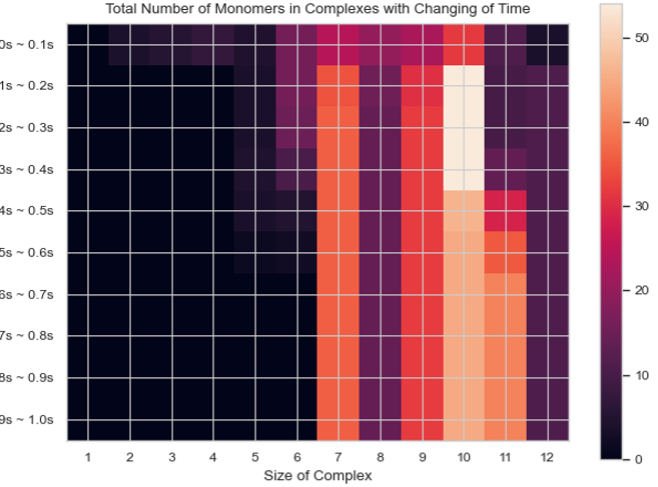 Total Number of Monomers in Complexes with Changing of Time
0s ~ 0.1s
1s ~ 0.2s
2s ~ 0.3s
3s ~ 0.4s
4s ~ 0.5s
5s ~ 0.6s
6s ~ 0.7s
7s ~ 0.8s
8s ~ 0.9s
9s ~ 1.0s
1 2 3 4 5 6 7 8 9 10 11 12
Size of Complex
50
40
30
20
10
0